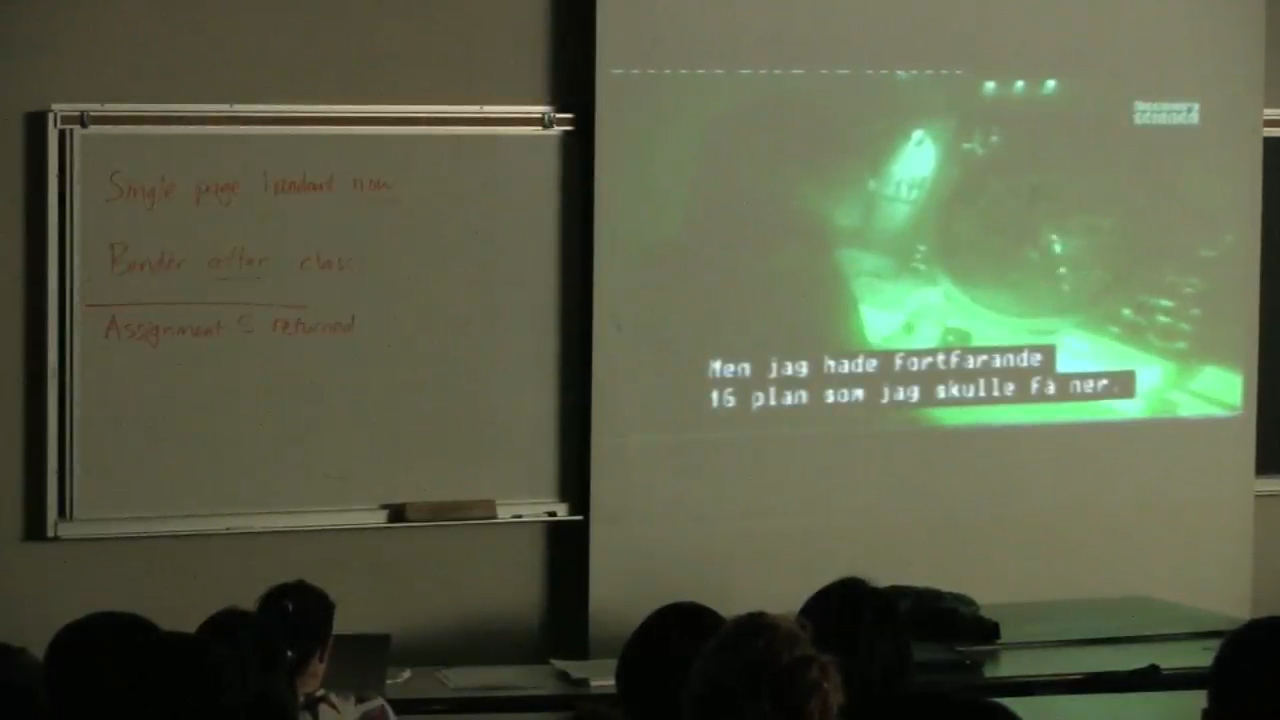 Single page handout now
Binder after class
Assignment 5 returned
Discovery
Men jag hade fortfarande
16 plan som jag skulle få ner.